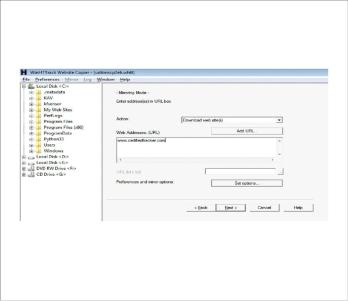 WinHTTrack Website Copier - [
File Preferences Mirror Log Window Help
Local Disk <C:>
.metadata
KAV
Msensor
My Web Sites
PerfLogs
Program Files
Program Files (x86)
ProgramData
Python33
Users
Windows
Local Disk <D:>
Local Disk <E:>
DVD RW Drive <F:>
CD Drive <G:>
- Mirroring Mode -
Enter address(es) in URL box
Action:
Download web site(s)
Web Addresses: (URL)
Add URL...
www.certifiedhacker.com
URL list (.txt)
Preferences and mirror options:
Set options...
< Back
Next >
Cancel
Help